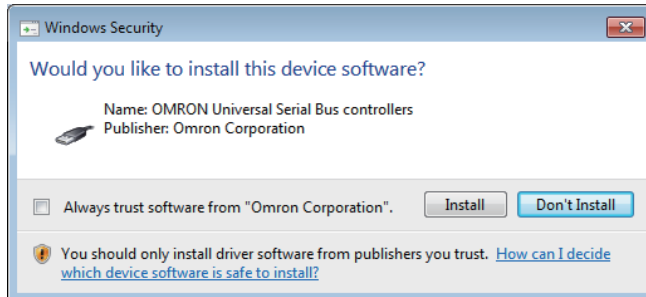 Windows Security
Would you like to install this device software?
Name: OMRON Universal Serial Bus controllers
Publisher: Omron Corporation
Always trust software from "Omron Corporation".
Install
Don't Install
You should only install driver software from publishers you trust. How can I decide
which device software is safe to install?